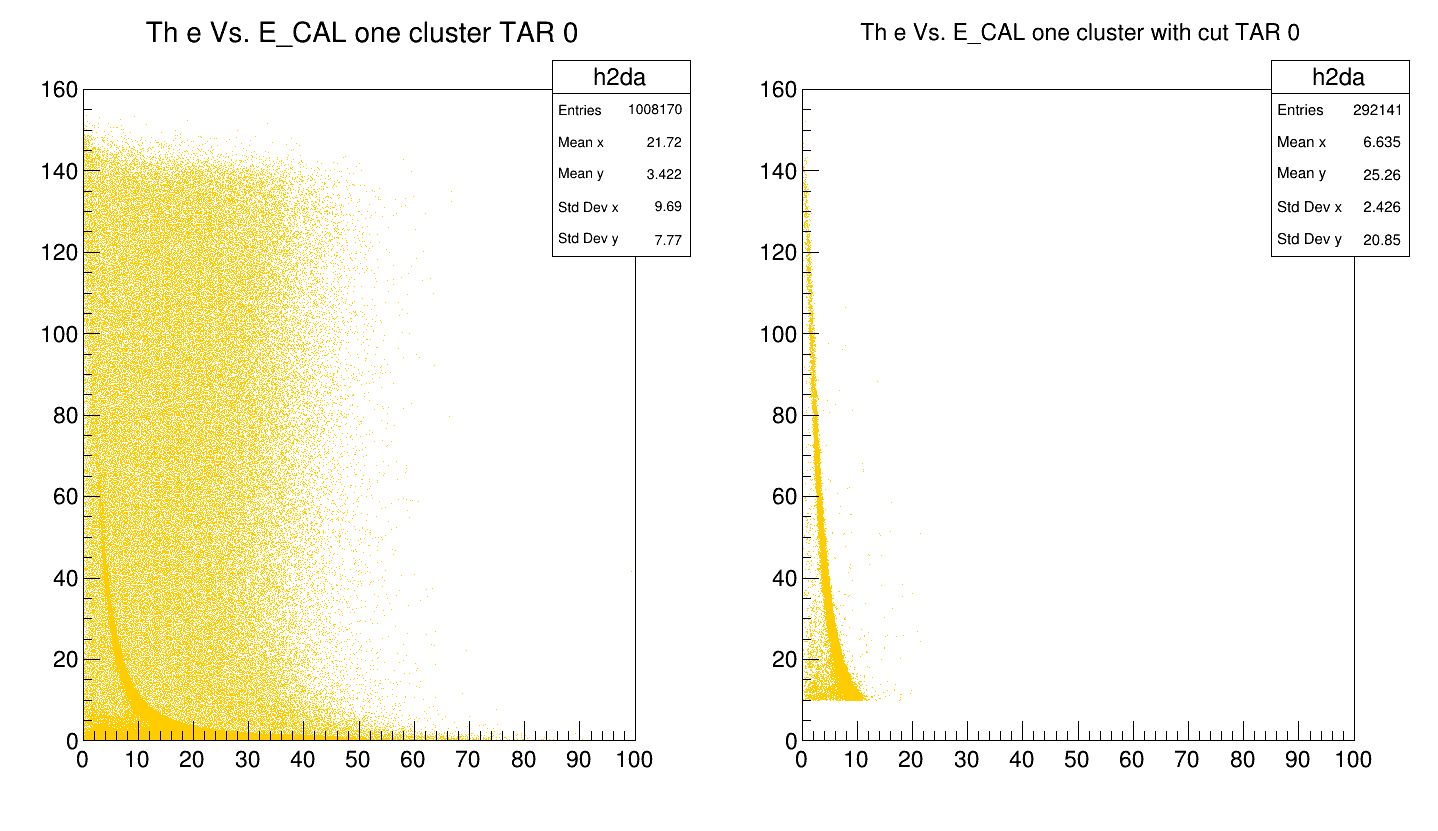 Th e Vs. E_CAL one cluster TAR 0
h2da
Entries 1008170
Mean x 21.72
Mean y 3.422
Std Dev x 9.69
Std Dev y 7.77
160
140
120
100
80
60
40
20
0
0 10 20 30 40 50 60 70 80 90 100
Th e Vs. E_CAL one cluster with cut TAR 0
h2da
Entries 292141
Mean x 6.635
Mean y 25.26
Std Dev x 2.426
Std Dev y 20.85
160
140
120
100
80
60
40
20
0
0 10 20 30 40 50 60 70 80 90 100